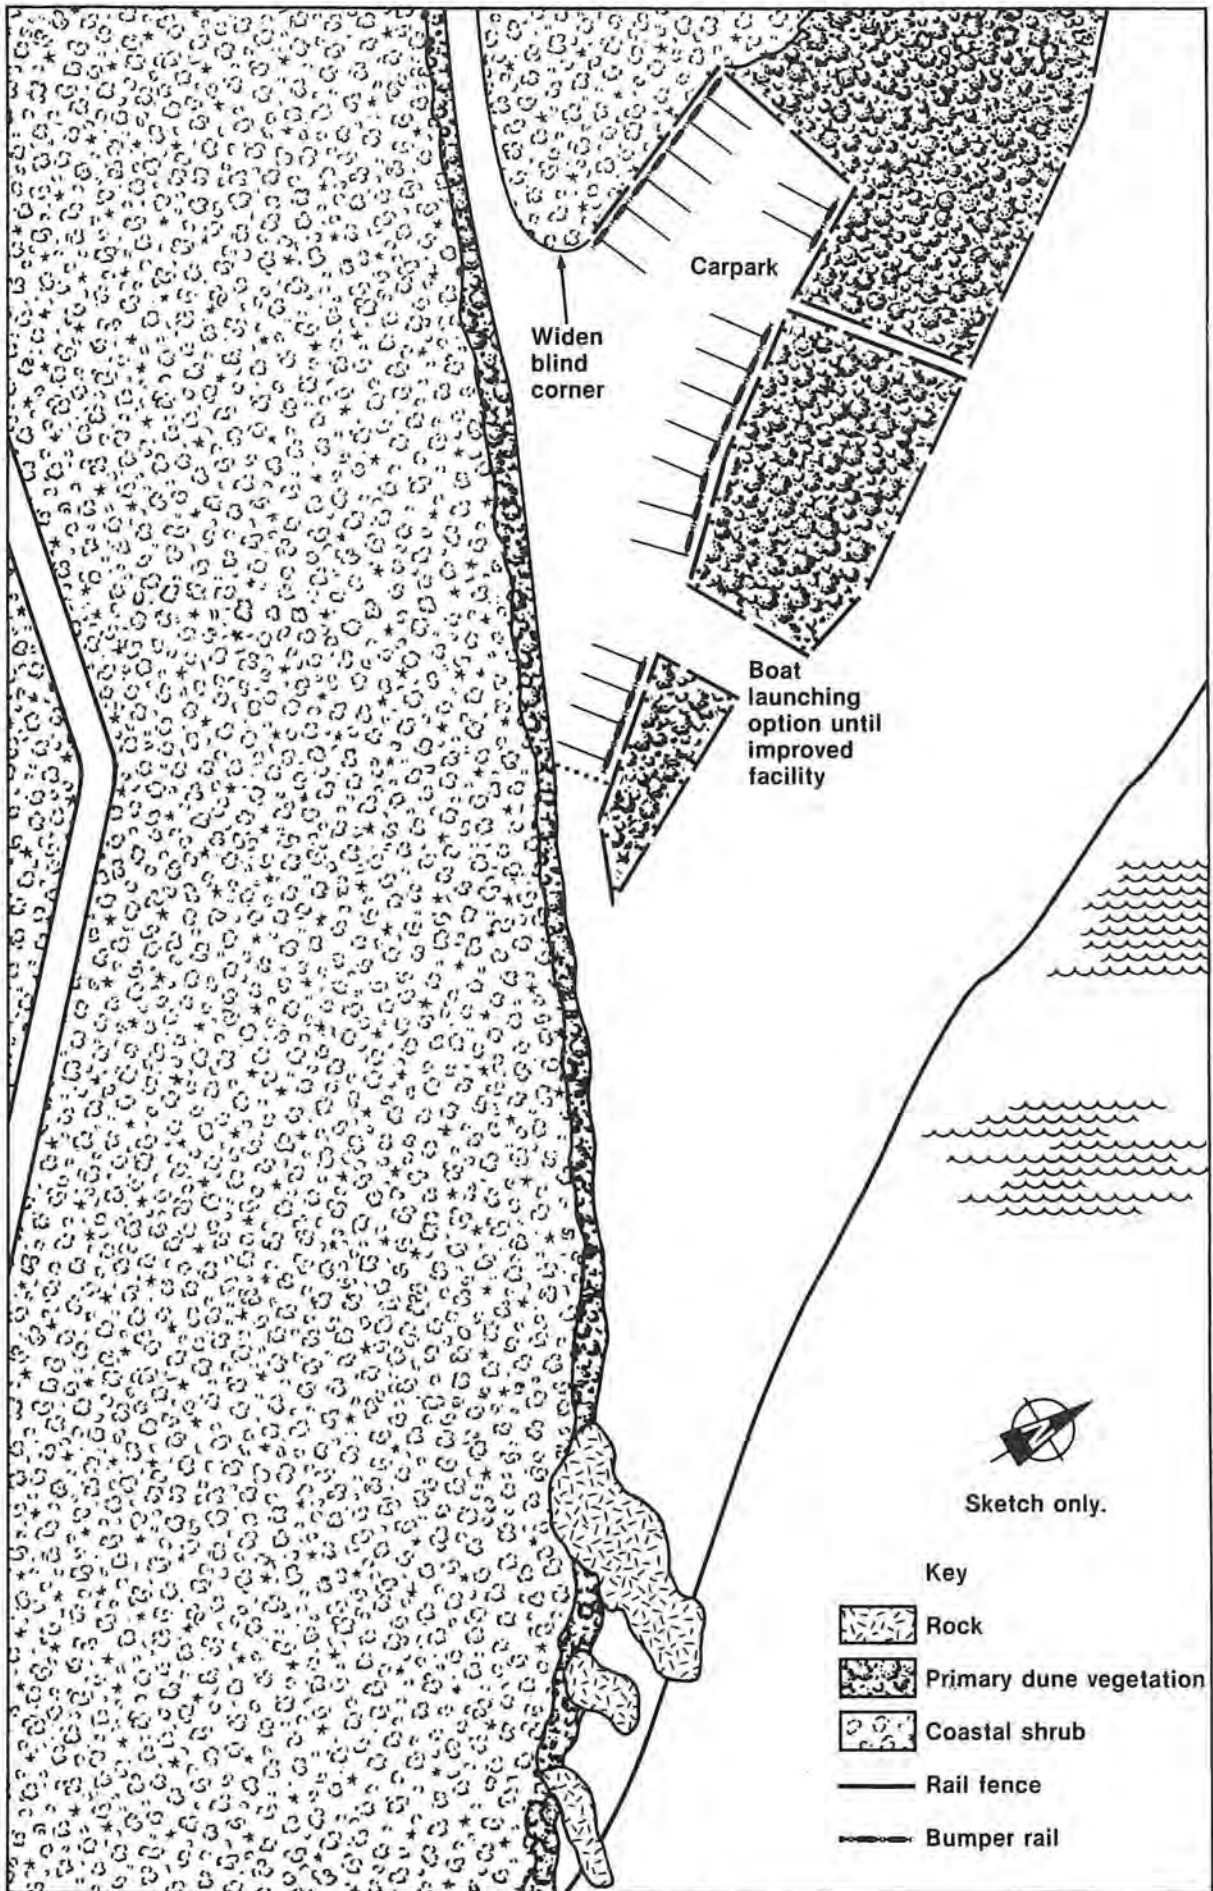 Carpark
Widen
blind
corner
Boat
launching
option until
improved
facility
N
Sketch only.
Key
Rock
Primary dune vegetation
Coastal shrub
Rail fence
Bumper rail